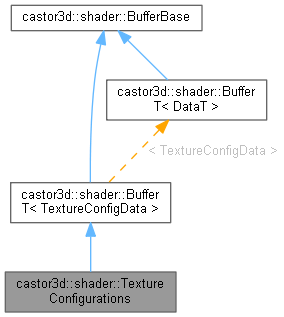 castor3d::shader::BufferBase
castor3d::shader::Buffer
T< DataT >
< TextureConfigData >
castor3d::shader::Buffer
T< TextureConfigData >
castor3d::shader::Texture
Configurations